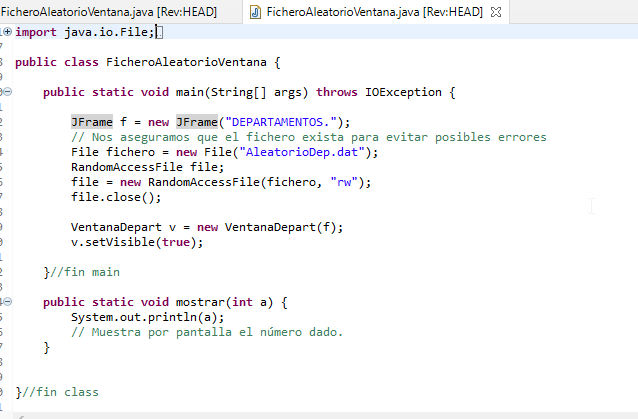 FicheroAleatorioVentana.java [Rev:HEAD]
FicheroAleatorioVentana.java [Rev:HEAD]
import java.io.File;
public class FicheroAleatorioVentana {
public static void main(String[] args) throws IOException {
JFrame f = new JFrame("DEPARTAMENTOS.");
// Nos aseguramos que el fichero exista para evitar posibles errores
File fichero = new File("AleatorioDep.dat");
RandomAccessFile file;
file = new RandomAccessFile(fichero, "rw");
file.close();
VentanaDepart v = new VentanaDepart(f);
v.setVisible(true);
}//fin main
public static void mostrar(int a) {
System.out.println(a);
// Muestra por pantalla el número dado.
}
}//fin class